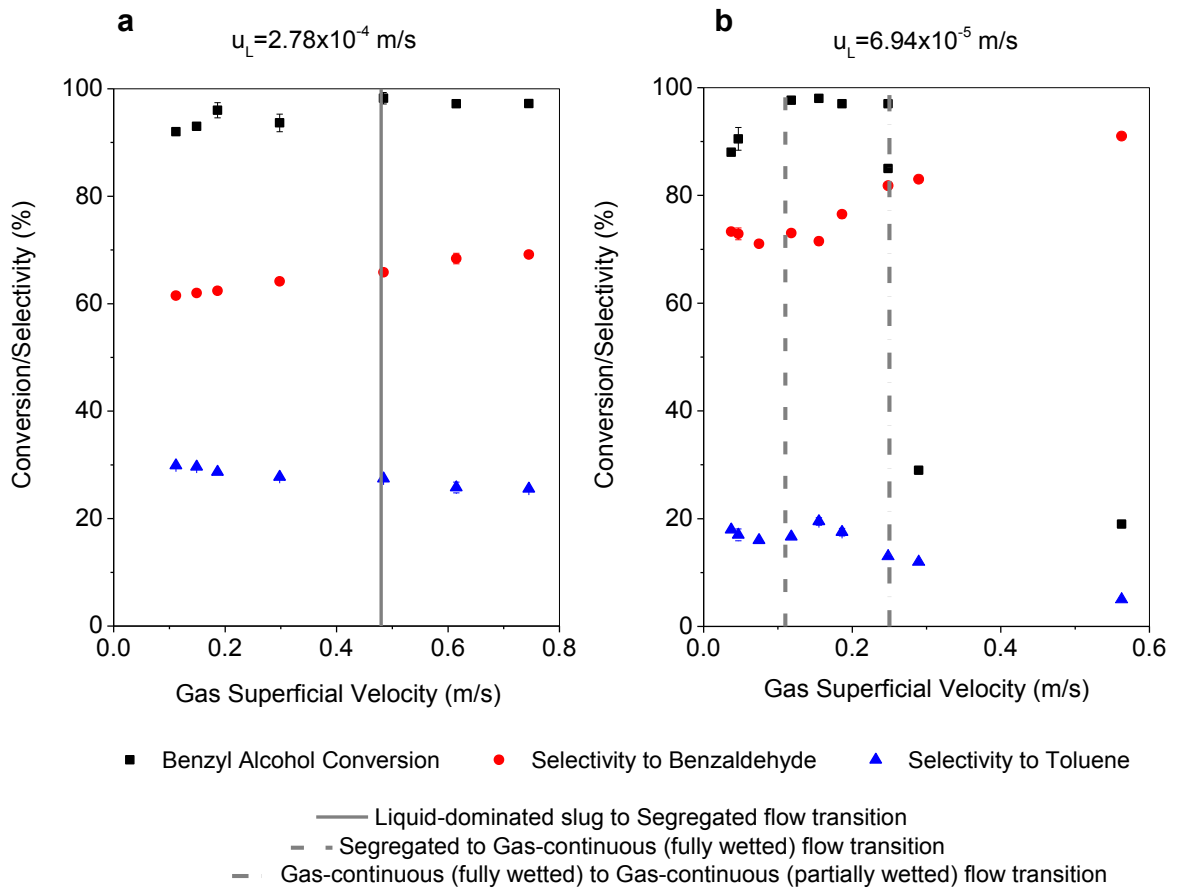 a
b
u_L=2.78x10⁻⁴ m/s
u_L=6.94x10⁻⁵ m/s
100
80
60
40
20
0
0.0 0.2 0.4 0.6 0.8
Conversion/Selectivity (%)
Gas Superficial Velocity (m/s)
100
80
60
40
20
0
0.0 0.2 0.4 0.6
Conversion/Selectivity (%)
Gas Superficial Velocity (m/s)
Benzyl Alcohol Conversion Selectivity to Benzaldehyde Selectivity to Toluene
Liquid-dominated slug to Segregated flow transition
Segregated to Gas-continuous (fully wetted) flow transition
Gas-continuous (fully wetted) to Gas-continuous (partially wetted) flow transition